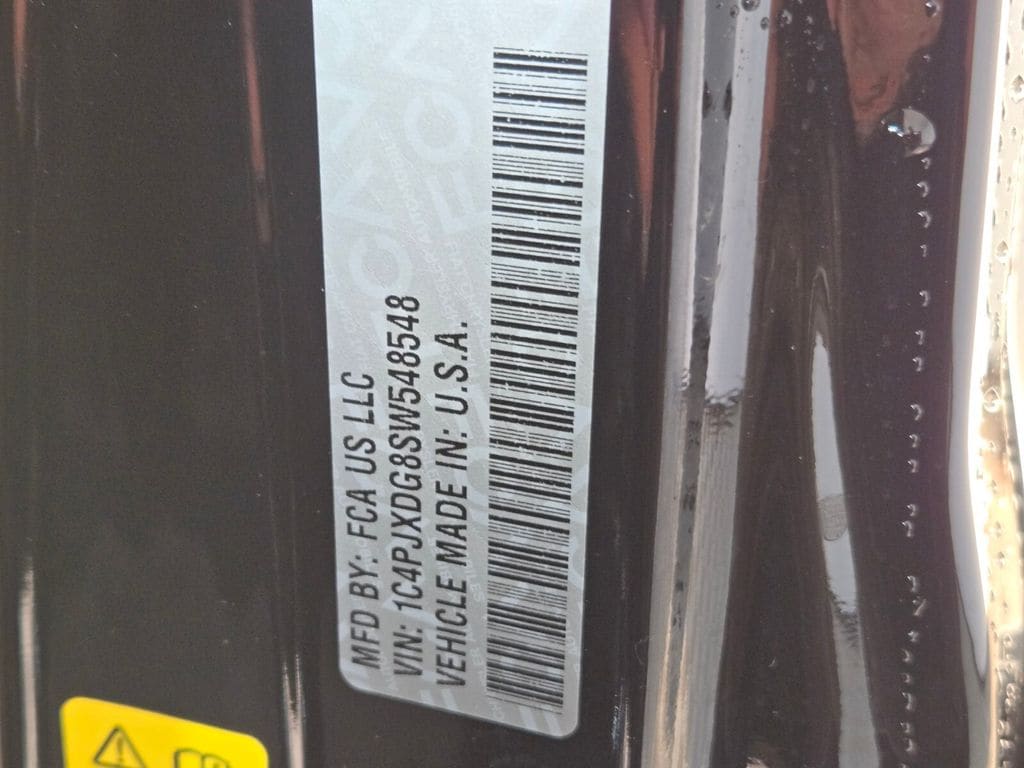 MFD BY: FCA US LLC
VIN: 1C4PJXDG8SW548548
VEHICLE MADE IN: U.S.A.